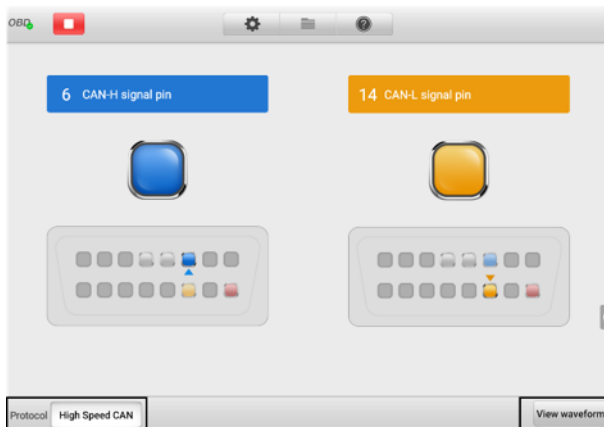 OBD
6 CAN-H signal pin
14 CAN-L signal pin
Protocol High Speed CAN
View waveform